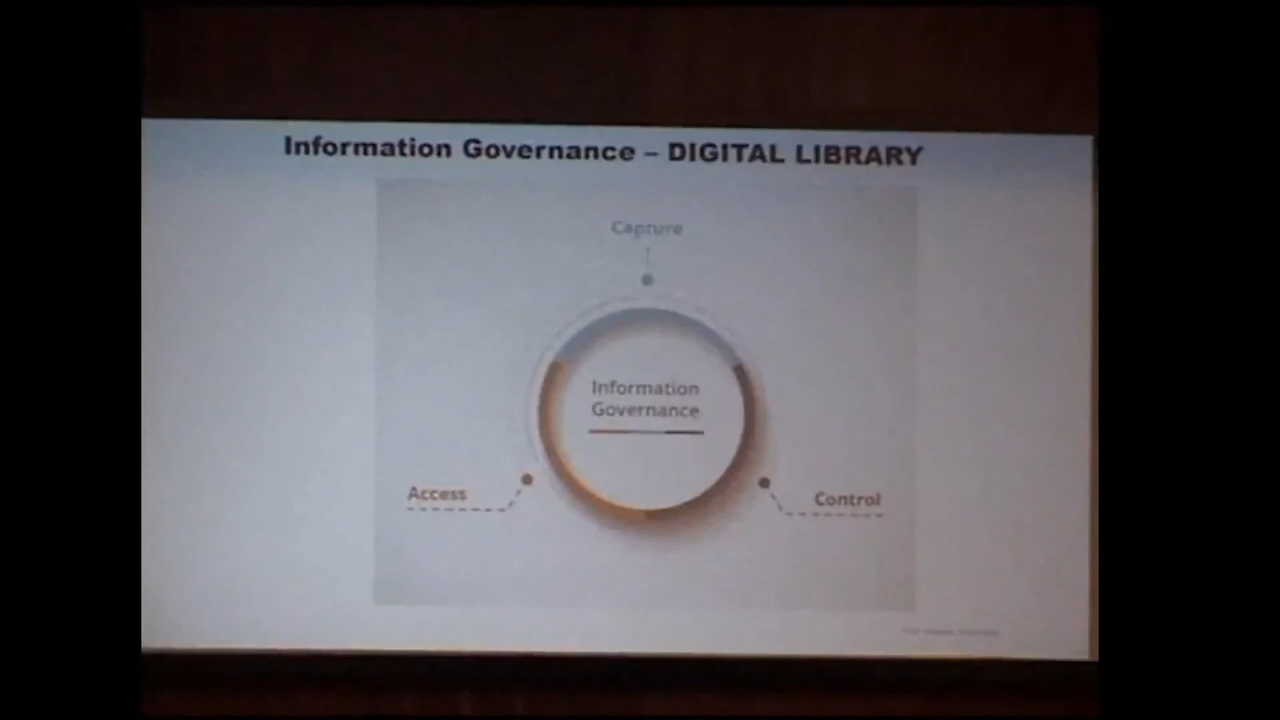 Information Governance – DIGITAL LIBRARY
Capture
Information
Governance
Access
Control